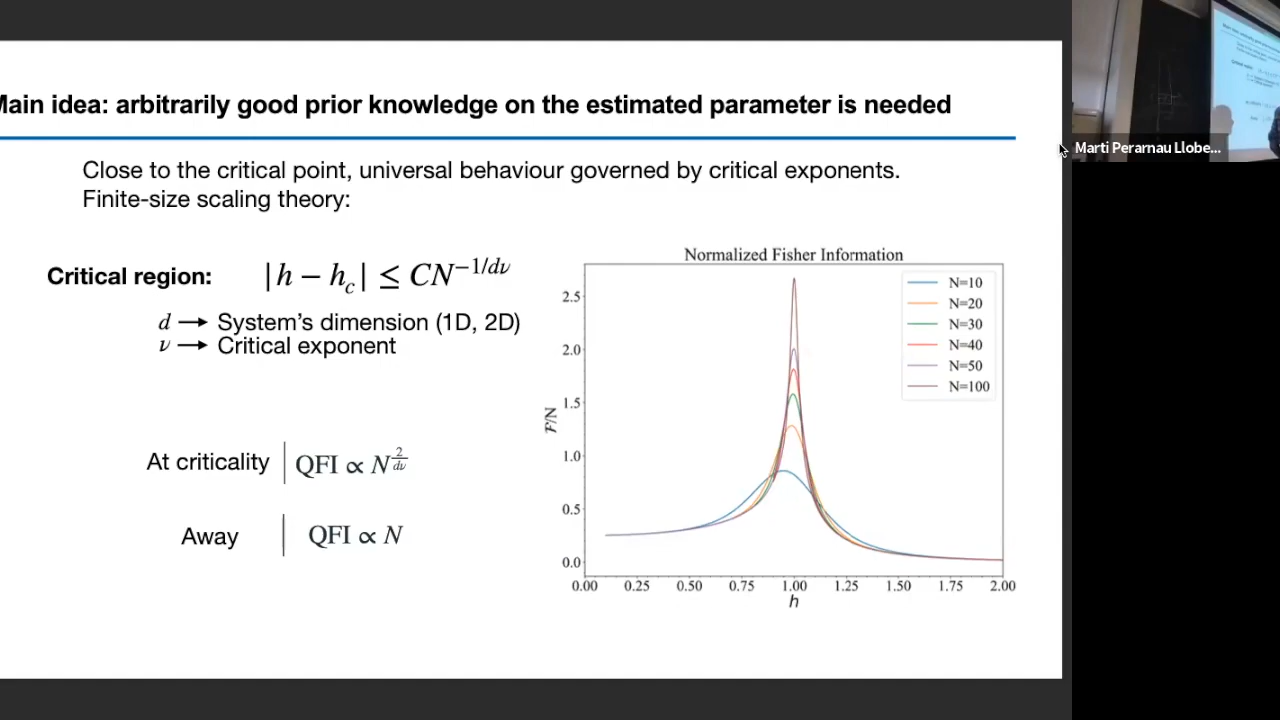 Main idea: arbitrarily good prior knowledge on the estimated parameter is needed
Close to the critical point, universal behaviour governed by critical exponents.
Finite-size scaling theory:
Critical region: |h − h_c| ≤ CN^{−1/dν}
d → System's dimension (1D, 2D)
ν → Critical exponent
At criticality | QFI ∝ N^{2/dν}
Away | QFI ∝ N
Normalized Fisher Information
N=10
N=20
N=30
N=40
N=50
N=100
2.5
2.0
1.5
1.0
0.5
0.0
ℱ/N
0.00 0.25 0.50 0.75 1.00 1.25 1.50 1.75 2.00
h
Marti Perarnau Llobe...